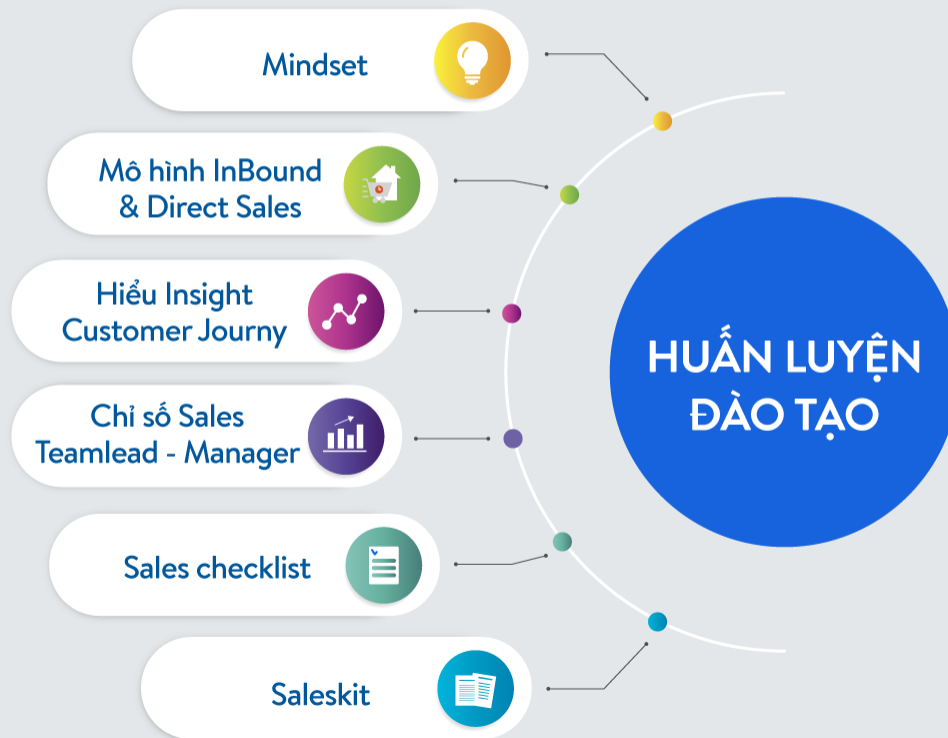 Mindset
Mô hình InBound
& Direct Sales
Hiểu Insight
Customer Journy
Chỉ số Sales
Teamlead - Manager
Sales checklist
Saleskit
HUẤN LUYỆN
ĐÀO TẠO